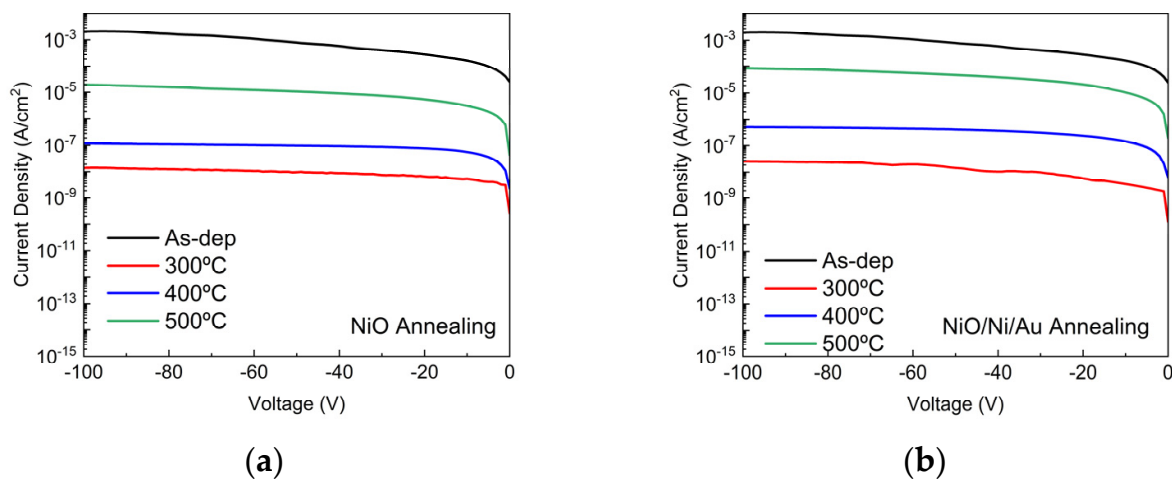 Current Density (A/cm²)
10⁻³
10⁻⁵
10⁻⁷
10⁻⁹
10⁻¹¹
10⁻¹³
10⁻¹⁵
As-dep
300ºC
400ºC
500ºC
NiO Annealing
-100 -80 -60 -40 -20 0
Voltage (V)
(a)
Current Density (A/cm²)
10⁻³
10⁻⁵
10⁻⁷
10⁻⁹
10⁻¹¹
10⁻¹³
10⁻¹⁵
As-dep
300ºC
400ºC
500ºC
NiO/Ni/Au Annealing
-100 -80 -60 -40 -20 0
Voltage (V)
(b)